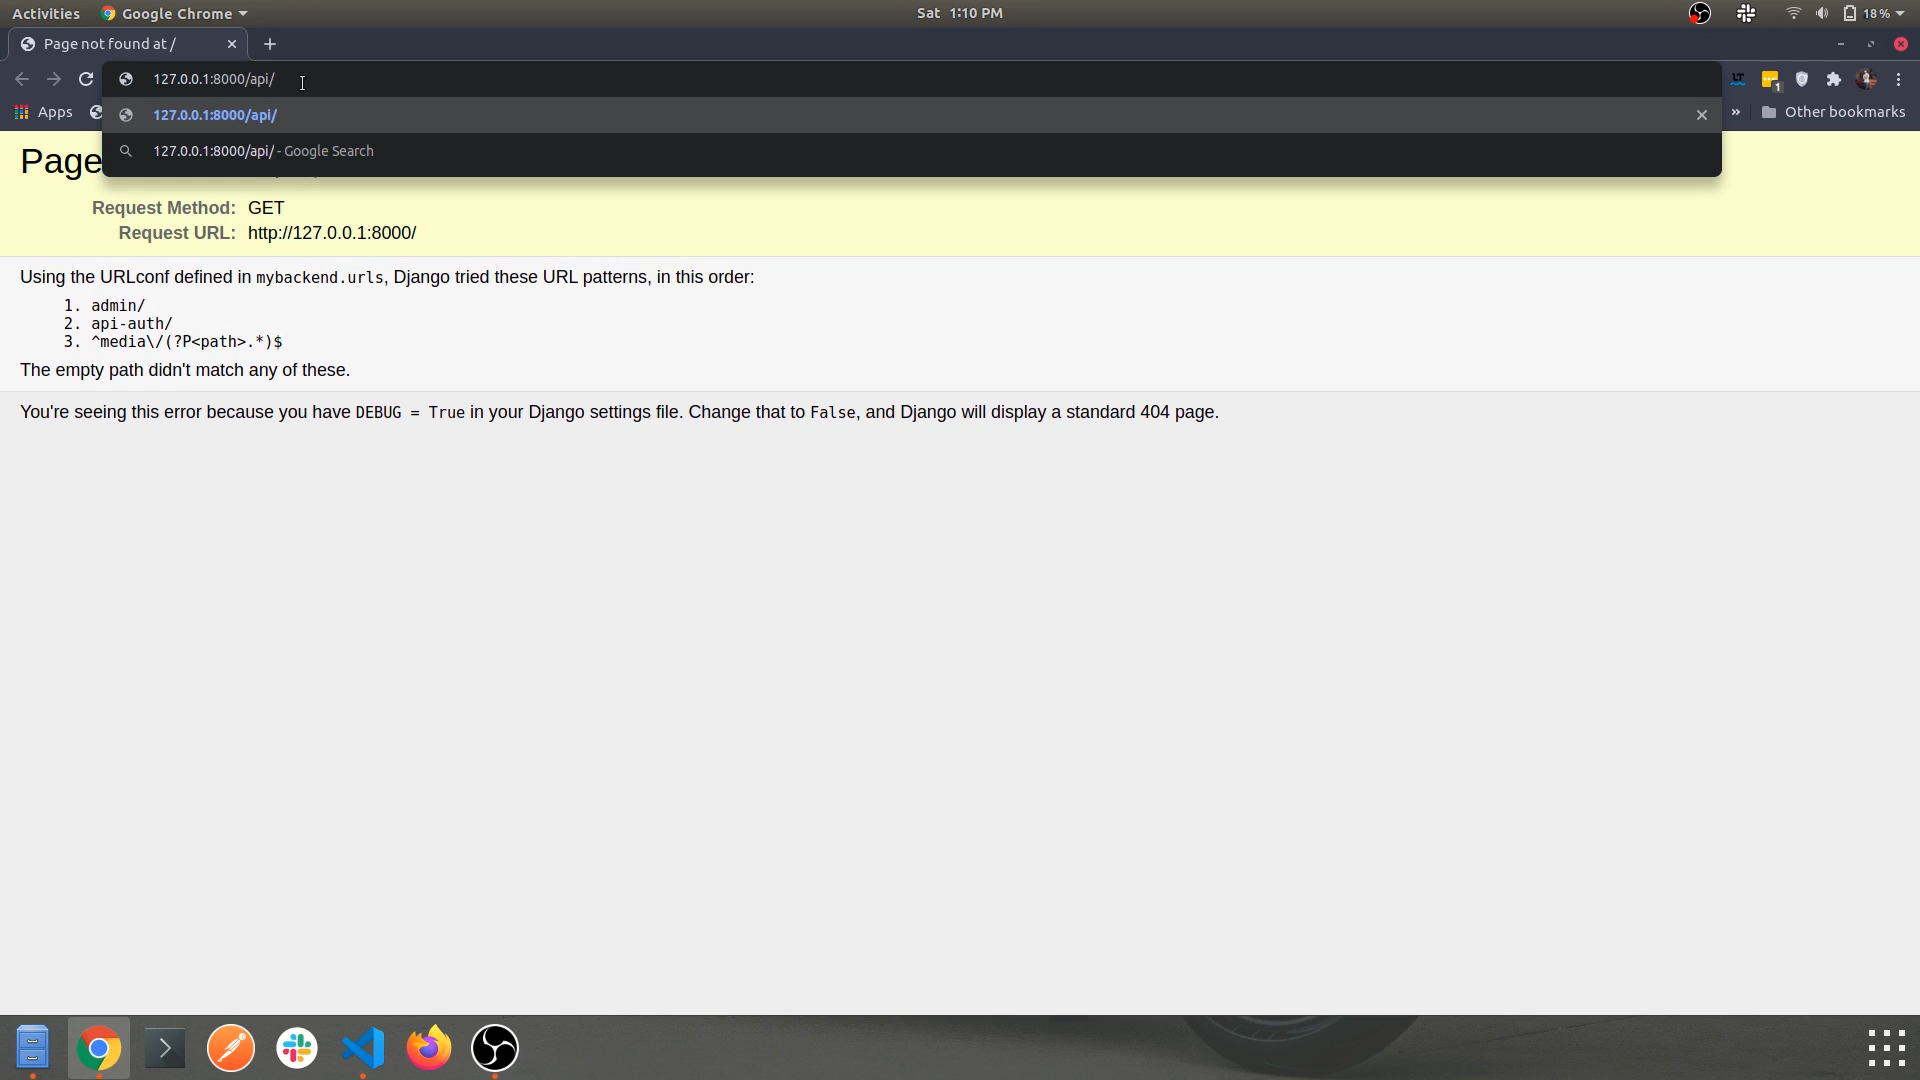 Activities Google Chrome Sat 1:10 PM 18%
Page not found at /
127.0.0.1:8000/api/
127.0.0.1:8000/api/
Apps Other bookmarks
127.0.0.1:8000/api/ - Google Search
Page
Request Method: GET
Request URL: http://127.0.0.1:8000/
Using the URLconf defined in mybackend.urls, Django tried these URL patterns, in this order:
1. admin/
2. api-auth/
3. ^media\/(?P<path>.*)$
The empty path didn't match any of these.
You're seeing this error because you have DEBUG = True in your Django settings file. Change that to False, and Django will display a standard 404 page.